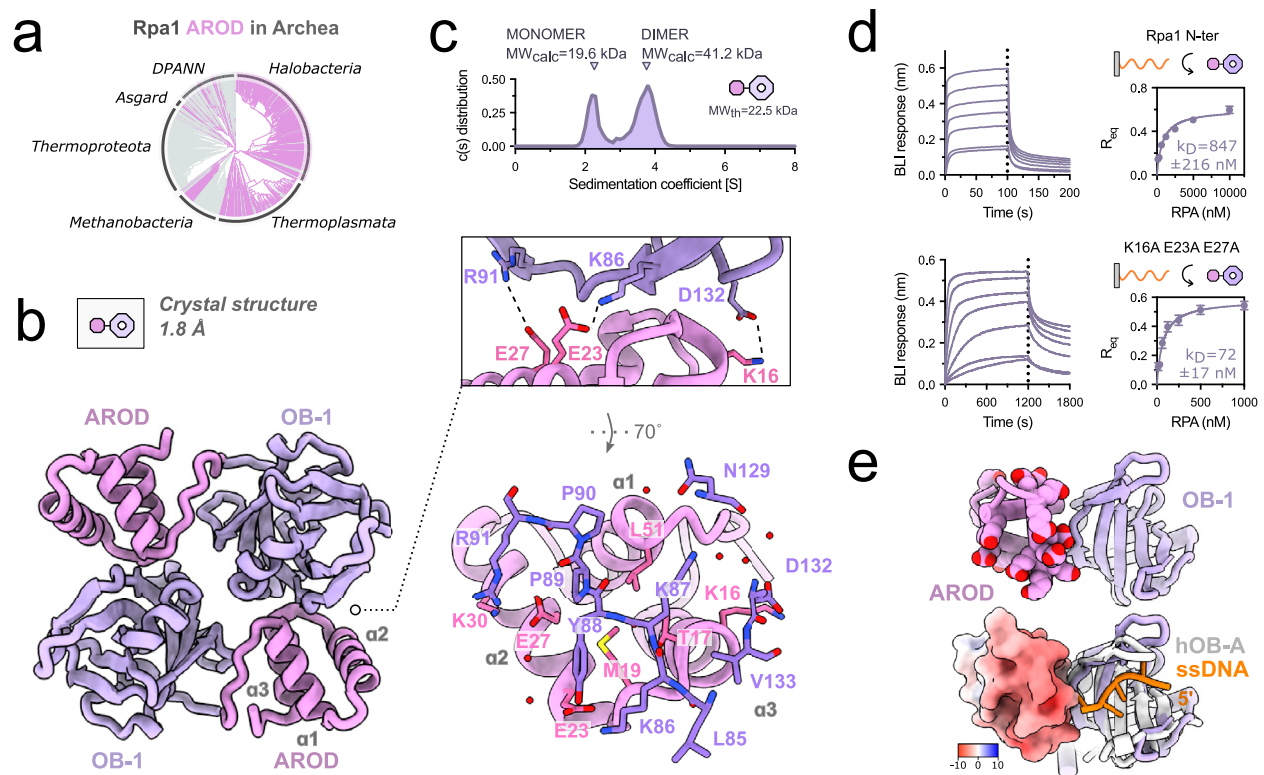 a
Rpa1 AROD in Archea
DPANN
Halobacteria
Asgard
Thermoproteota
Methanobacteria
Thermoplasmata
b
Crystal structure
1.8 Å
AROD
OB-1
α2
α3
α1
OB-1
AROD
c
MONOMER
MWcalc=19.6 kDa
DIMER
MWcalc=41.2 kDa
c(s) distribution
0.50
0.25
0.00
MWth=22.5 kDa
0 2 4 6 8
Sedimentation coefficient [S]
R91
K86
D132
E27
E23
K16
70°
N129
α1
P90
R91
L51
D132
P89
K87
K16
K30
E27
Y88
T17
α2
M19
V133
E23
K86
α3
L85
d
BLI response (nm)
0.6
0.4
0.2
0.0
0 50 100 150 200
Time (s)
Rpa1 N-ter
Req
0.8
0.4
0.0
kD=847
±216 nM
0 5000 10000
RPA (nM)
BLI response (nm)
0.6
0.4
0.2
0.0
0 600 1200 1800
Time (s)
K16A E23A E27A
Req
0.6
0.4
0.2
0.0
kD=72
±17 nM
0 500 1000
RPA (nM)
e
OB-1
AROD
hOB-A
ssDNA
5'
−10 0 10